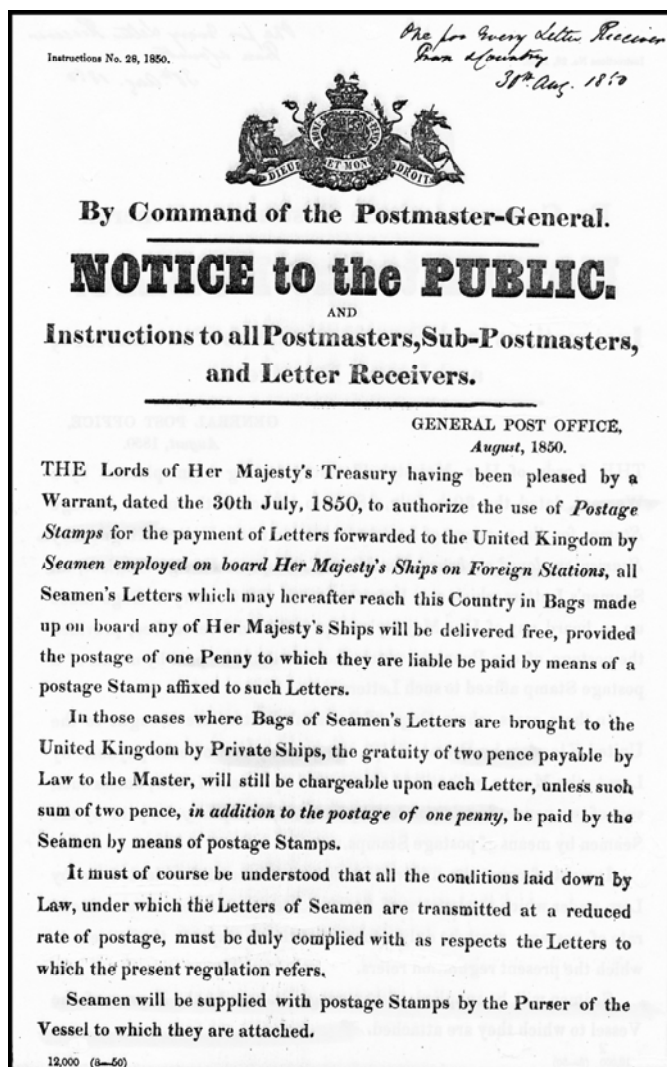 One for Every Letter Receiver
Instructions No. 28, 1850.
Town & Country
30th Aug. 1850
DIEU ET MON DROIT
By Command of the Postmaster-General.
NOTICE to the PUBLIC.
AND
Instructions to all Postmasters, Sub-Postmasters,
and Letter Receivers.
GENERAL POST OFFICE,
August, 1850.
THE Lords of Her Majesty's Treasury having been pleased by a
Warrant, dated the 30th July, 1850, to authorize the use of Postage
Stamps for the payment of Letters forwarded to the United Kingdom by
Seamen employed on board Her Majesty's Ships on Foreign Stations, all
Seamen's Letters which may hereafter reach this Country in Bags made
up on board any of Her Majesty's Ships will be delivered free, provided
the postage of one Penny to which they are liable be paid by means of a
postage Stamp affixed to such Letters.
In those cases where Bags of Seamen's Letters are brought to the
United Kingdom by Private Ships, the gratuity of two pence payable by
Law to the Master, will still be chargeable upon each Letter, unless such
sum of two pence, in addition to the postage of one penny, be paid by the
Seamen by means of postage Stamps.
It must of course be understood that all the conditions laid down by
Law, under which the Letters of Seamen are transmitted at a reduced
rate of postage, must be duly complied with as respects the Letters to
which the present regulation refers.
Seamen will be supplied with postage Stamps by the Purser of the
Vessel to which they are attached.
12,000 (8—50)